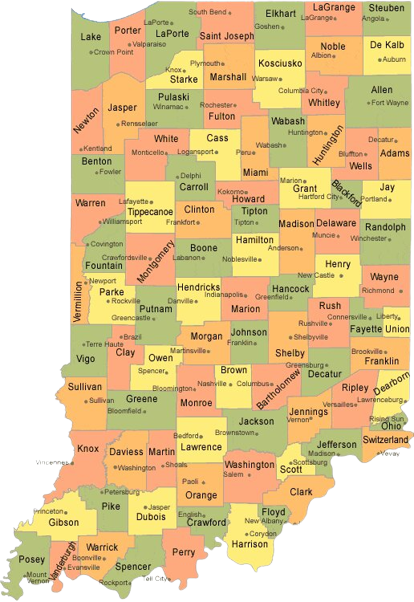 South Bend
Elkhart
LaGrange
LaGrange
Steuben
Angola
Lake
Crown Point
Porter
Valparaiso
LaPorte
LaPorte
Saint Joseph
Goshen
Noble
Albion
De Kalb
Auburn
Plymouth
Marshall
Kosciusko
Warsaw
Knox
Starke
Columbia City
Whitley
Allen
Fort Wayne
Newton
Kentland
Jasper
Rensselaer
Pulaski
Winamac
Rochester
Fulton
Wabash
Wabash
Huntington
Huntington
Decatur
Adams
Bluffton
Wells
White
Monticello
Cass
Logansport
Peru
Miami
Benton
Fowler
Delphi
Carroll
Kokomo
Howard
Marion
Grant
Hartford City
Blackford
Jay
Portland
Warren
Williamsport
Lafayette
Tippecanoe
Clinton
Frankfort
Tipton
Tipton
Madison
Anderson
Delaware
Muncie
Randolph
Winchester
Covington
Fountain
Crawfordsville
Montgomery
Boone
Lebanon
Hamilton
Noblesville
Henry
New Castle
Wayne
Richmond
Vermillion
Newport
Parke
Rockville
Putnam
Greencastle
Hendricks
Danville
Indianapolis
Marion
Hancock
Greenfield
Rush
Rushville
Connersville
Fayette
Liberty
Union
Vigo
Terre Haute
Clay
Brazil
Owen
Spencer
Morgan
Martinsville
Johnson
Franklin
Shelby
Shelbyville
Greensburg
Decatur
Brookville
Franklin
Sullivan
Sullivan
Greene
Bloomfield
Bloomington
Monroe
Brown
Nashville
Columbus
Bartholomew
Jennings
Vernon
Ripley
Versailles
Dearborn
Lawrenceburg
Rising Sun
Ohio
Switzerland
Vevay
Knox
Vincennes
Daviess
Washington
Martin
Shoals
Bedford
Lawrence
Jackson
Brownstown
Washington
Salem
Scott
Scottsburg
Jefferson
Madison
Princeton
Gibson
Petersburg
Pike
Jasper
Dubois
Paoli
Orange
English
Crawford
Clark
Floyd
New Albany
Corydon
Harrison
Posey
Mount
Vernon
Vanderburgh
Evansville
Warrick
Boonville
Spencer
Rockport
Perry
Tell City